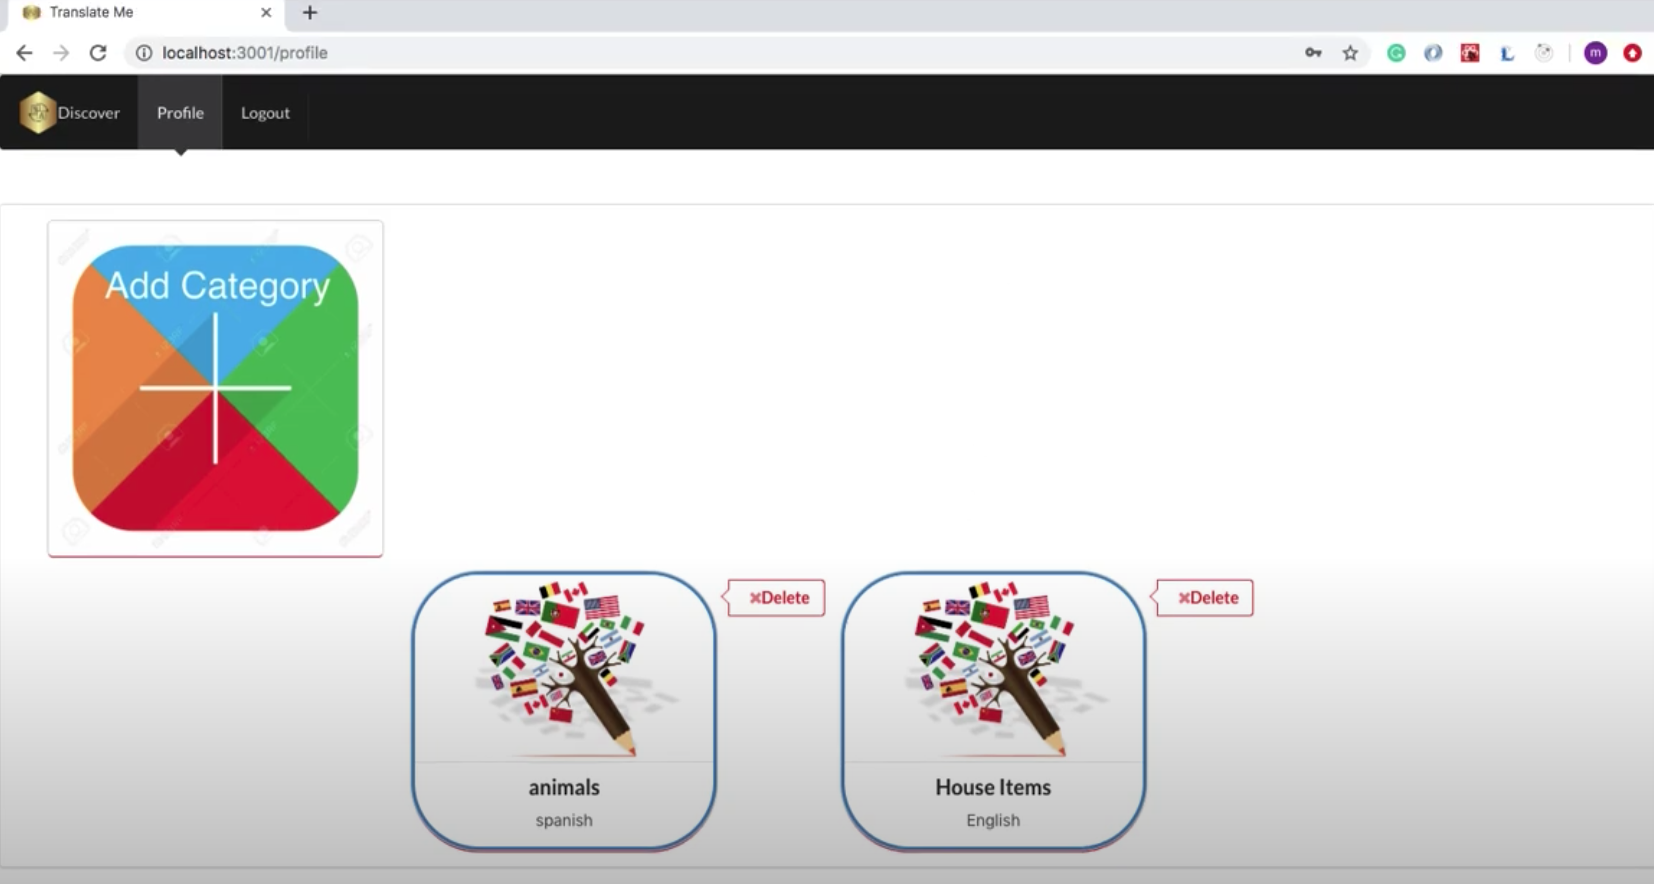 Translate Me
localhost:3001/profile
m
Discover
Profile
Logout
Add Category
Delete
Delete
animals
spanish
House Items
English